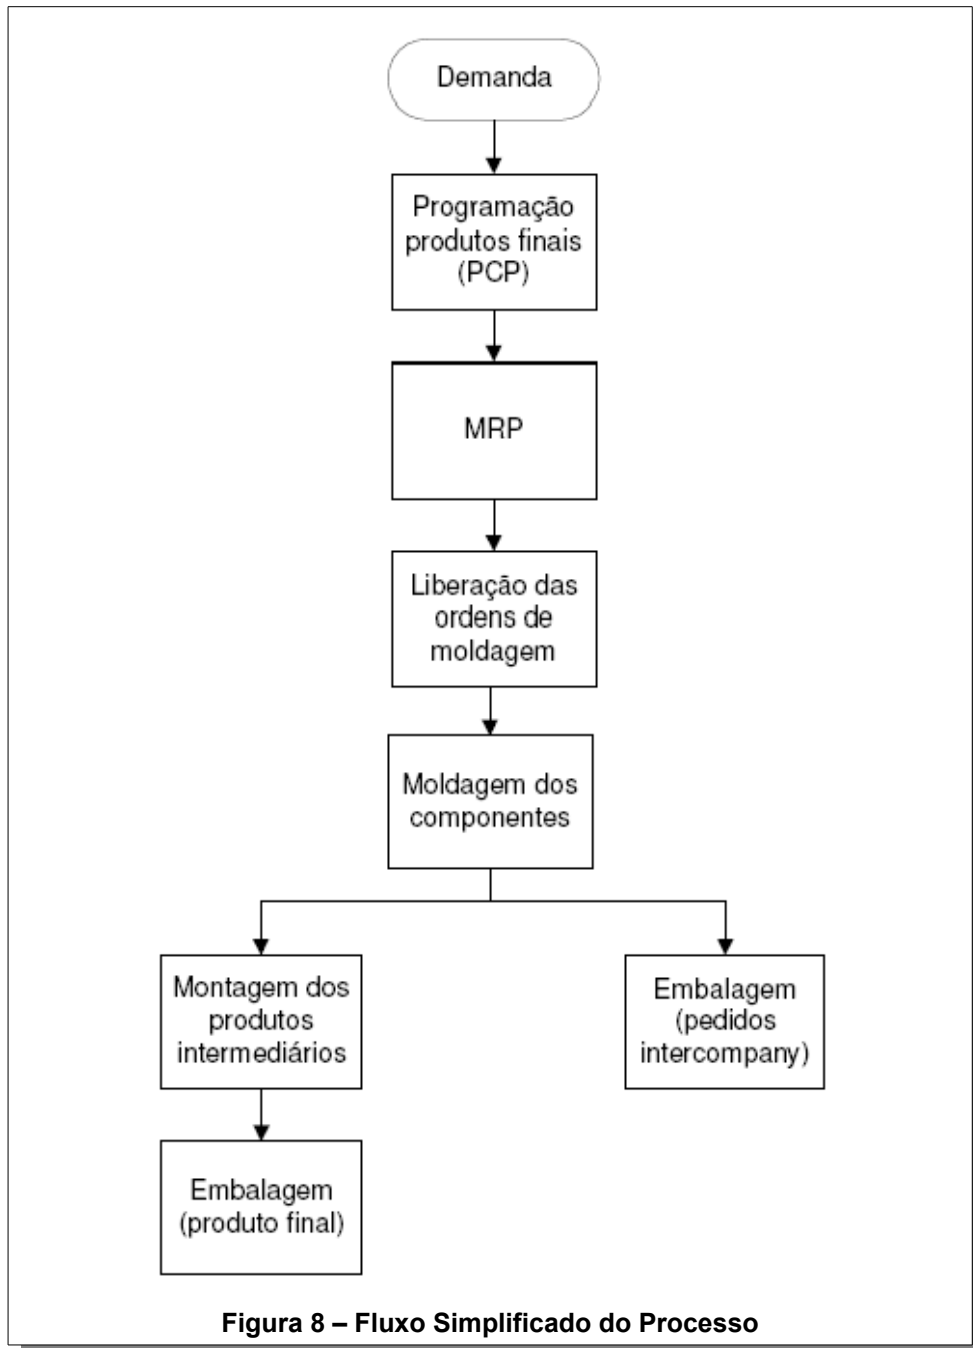 Demanda
Programação
produtos finais
(PCP)
MRP
Liberação das
ordens de
moldagem
Moldagem dos
componentes
Montagem dos
produtos
intermediários
Embalagem
(pedidos
intercompany)
Embalagem
(produto final)
Figura 8 – Fluxo Simplificado do Processo